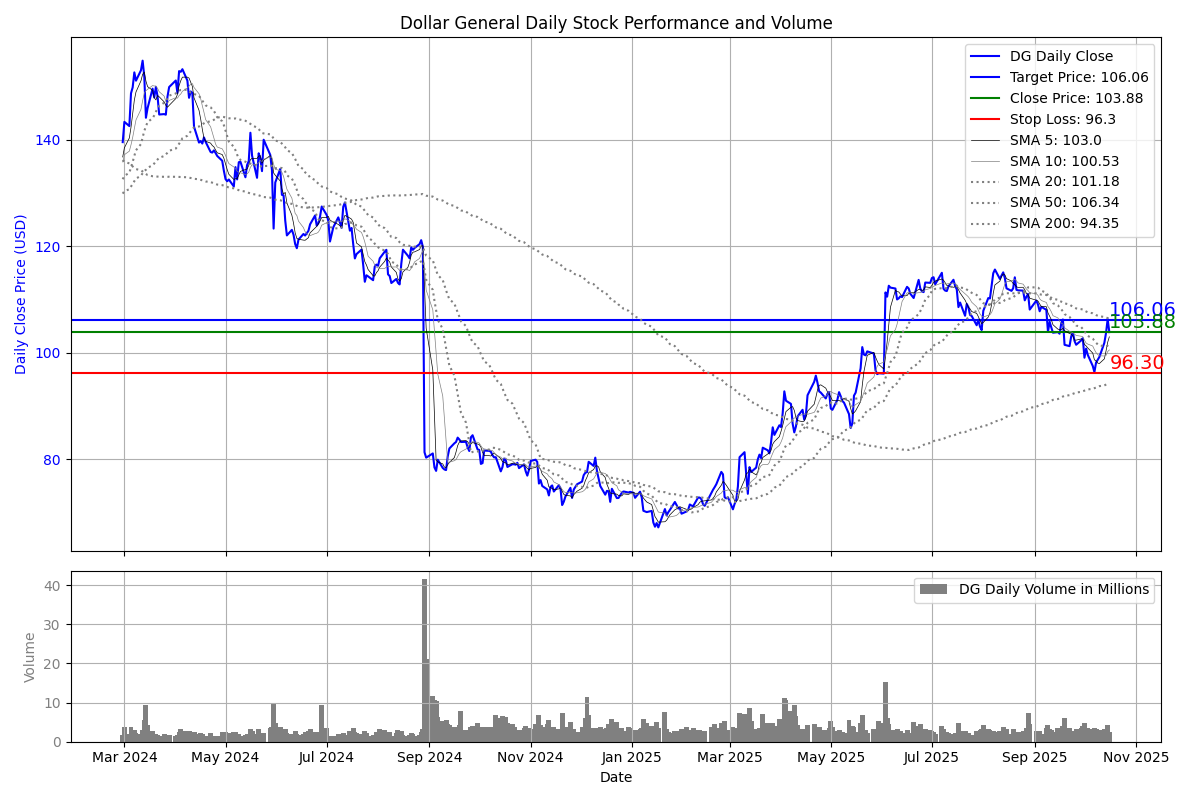 Dollar General Daily Stock Performance and Volume
DG Daily Close
Target Price: 106.06
Close Price: 103.88
Stop Loss: 96.3
SMA 5: 103.0
SMA 10: 100.53
SMA 20: 101.18
SMA 50: 106.34
SMA 200: 94.35
Daily Close Price (USD)
140
120
100
80
106.06
103.88
96.30
DG Daily Volume in Millions
Volume
40
30
20
10
0
Mar 2024 May 2024 Jul 2024 Sep 2024 Nov 2024 Jan 2025 Mar 2025 May 2025 Jul 2025 Sep 2025 Nov 2025
Date